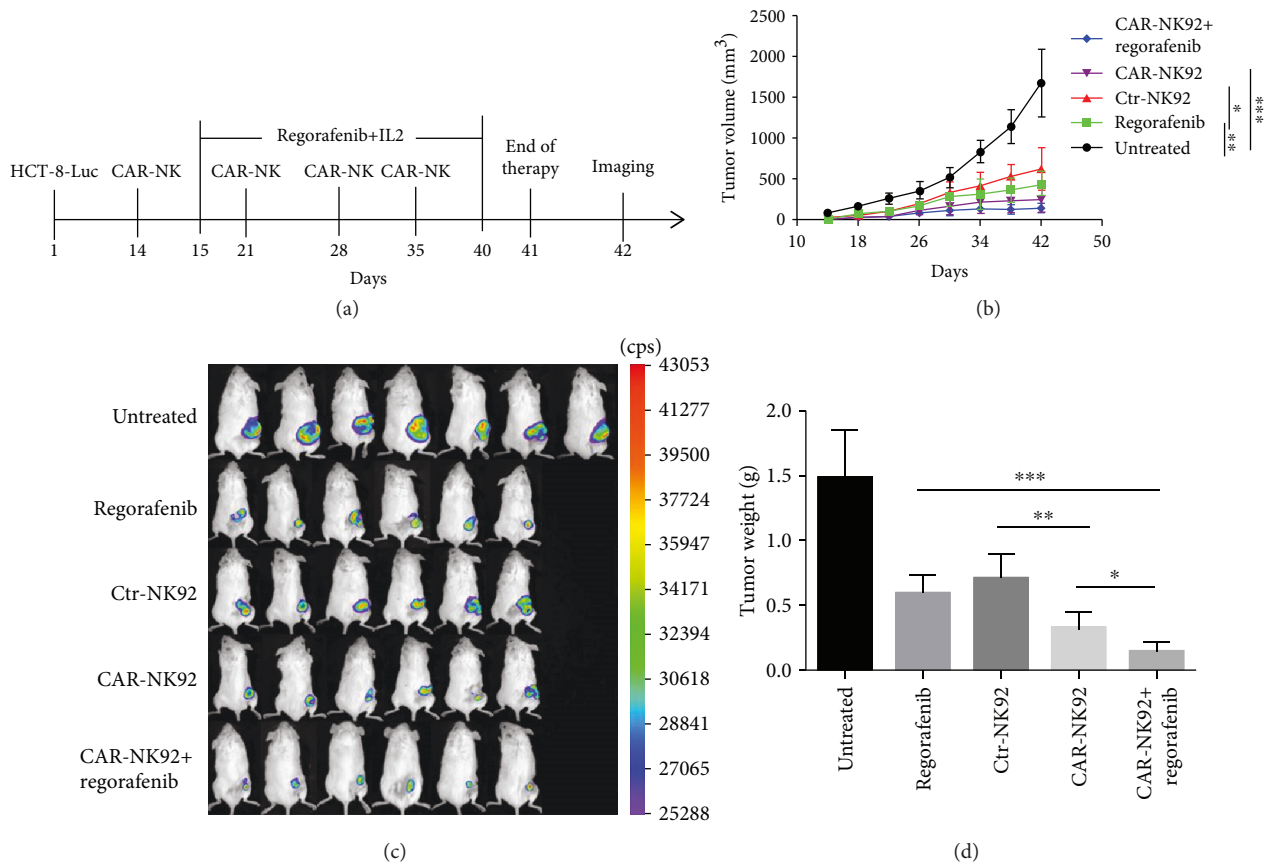 Regorafenib+IL2
HCT-8-Luc CAR-NK CAR-NK CAR-NK CAR-NK
End of
therapy
Imaging
1 14 15 21 28 35 40 41 42
Days
(a)
Tumor volume (mm³)
2500
2000
1500
1000
500
0
10 18 26 34 42 50
Days
CAR-NK92+
regorafenib
CAR-NK92
Ctr-NK92
Regorafenib
Untreated
**
*
***
(b)
Untreated
Regorafenib
Ctr-NK92
CAR-NK92
CAR-NK92+
regorafenib
(cps)
43053
41277
39500
37724
35947
34171
32394
30618
28841
27065
25288
(c)
Tumor weight (g)
2.0
1.5
1.0
0.5
0.0
***
**
*
Untreated
Regorafenib
Ctr-NK92
CAR-NK92
CAR-NK92+
regorafenib
(d)